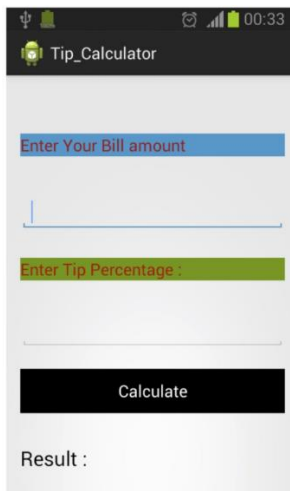 00:33
Tip_Calculator
Enter Your Bill amount
Enter Tip Percentage :
Calculate
Result :